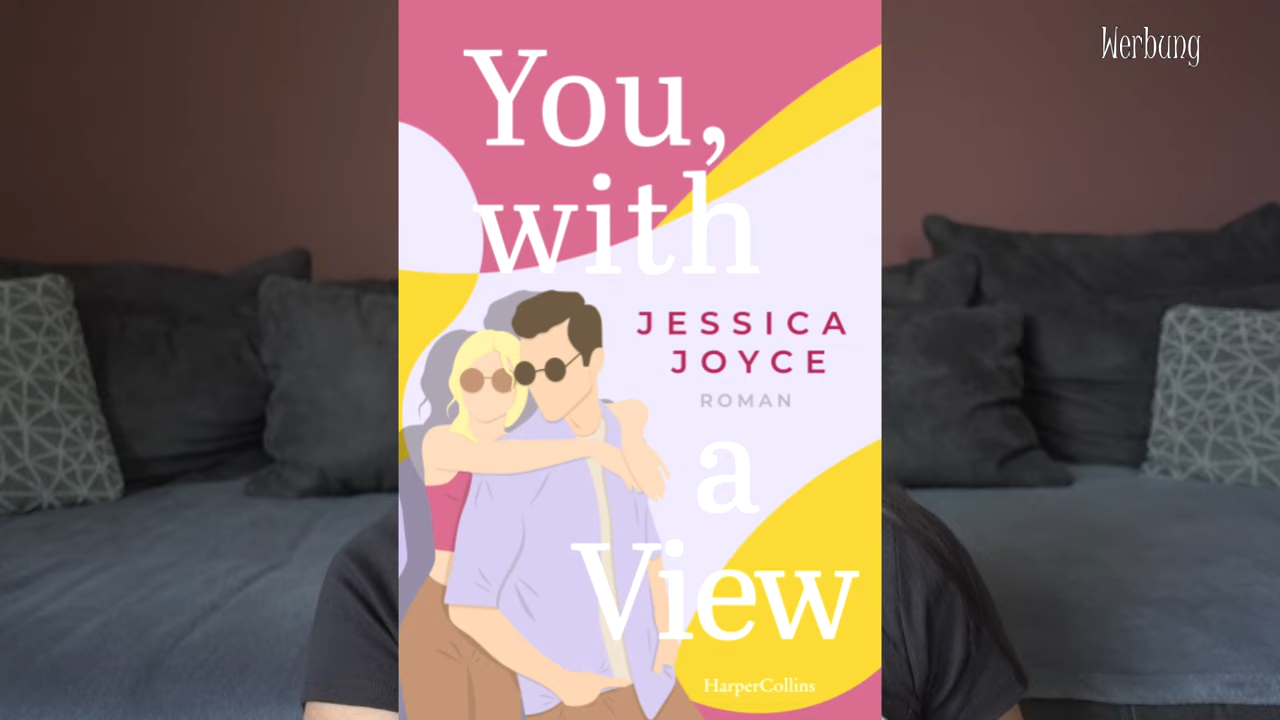 Werbung
You,
with
JESSICA
JOYCE
ROMAN
a
View
HarperCollins